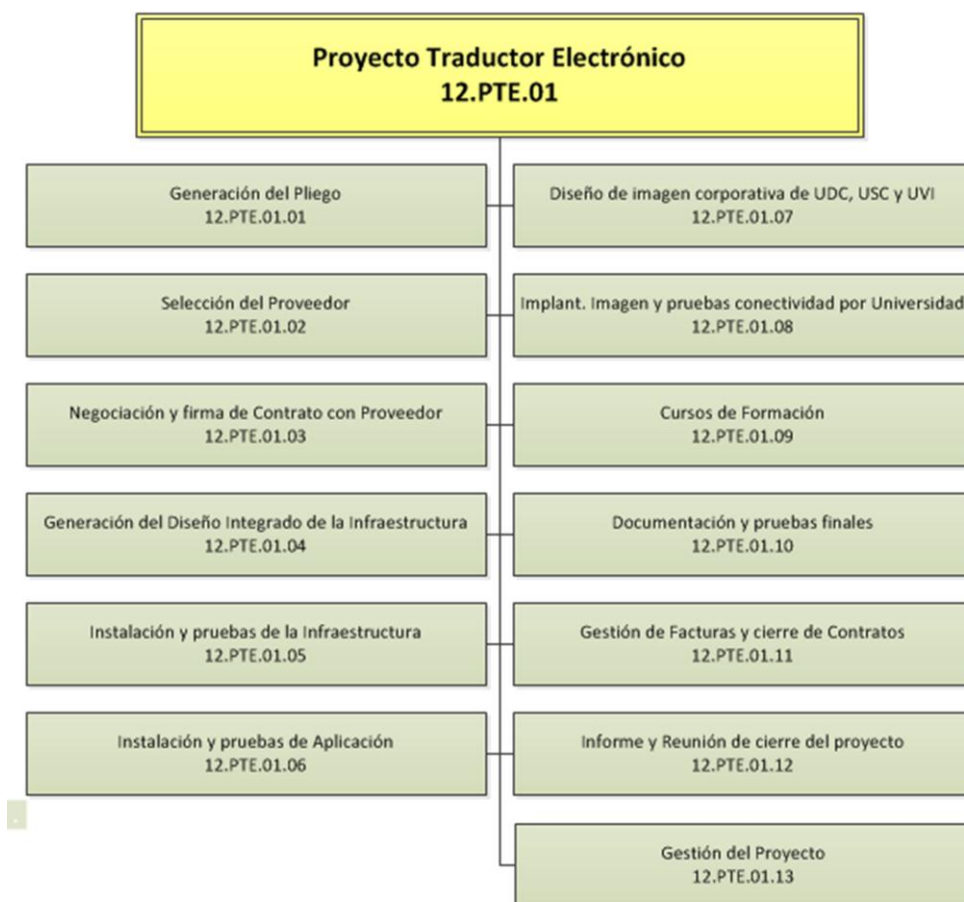 Proyecto Traductor Electrónico
12.PTE.01
Generación del Pliego
12.PTE.01.01
Selección del Proveedor
12.PTE.01.02
Negociación y firma de Contrato con Proveedor
12.PTE.01.03
Generación del Diseño Integrado de la Infraestructura
12.PTE.01.04
Instalación y pruebas de la Infraestructura
12.PTE.01.05
Instalación y pruebas de Aplicación
12.PTE.01.06
.
Diseño de imagen corporativa de UDC, USC y UVI
12.PTE.01.07
Implant. Imagen y pruebas conectividad por Universidad
12.PTE.01.08
Cursos de Formación
12.PTE.01.09
Documentación y pruebas finales
12.PTE.01.10
Gestión de Facturas y cierre de Contratos
12.PTE.01.11
Informe y Reunión de cierre del proyecto
12.PTE.01.12
Gestión del Proyecto
12.PTE.01.13